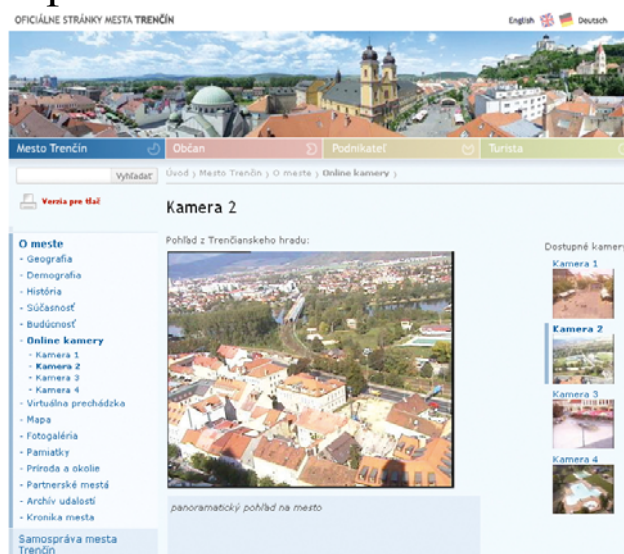 OFICIÁLNE STRÁNKY MESTA TRENČÍN
English Deutsch
Mesto Trenčín Občan Podnikateľ Turista
Vyhľadať
Úvod › Mesto Trenčín › O meste › Online kamery ›
Verzia pre tlač
Kamera 2
O meste
- Geografia
- Demografia
- História
- Súčasnosť
- Budúcnosť
- Online kamery
- Kamera 1
- Kamera 2
- Kamera 3
- Kamera 4
- Virtuálna prechádzka
- Mapa
- Fotogaléria
- Pamiatky
- Príroda a okolie
- Partnerské mestá
- Archív udalostí
- Kronika mesta
Samospráva mesta
Trenčín
Pohľad z Trenčianskeho hradu:
panoramatický pohľad na mesto
Dostupné kamery
Kamera 1
Kamera 2
Kamera 3
Kamera 4